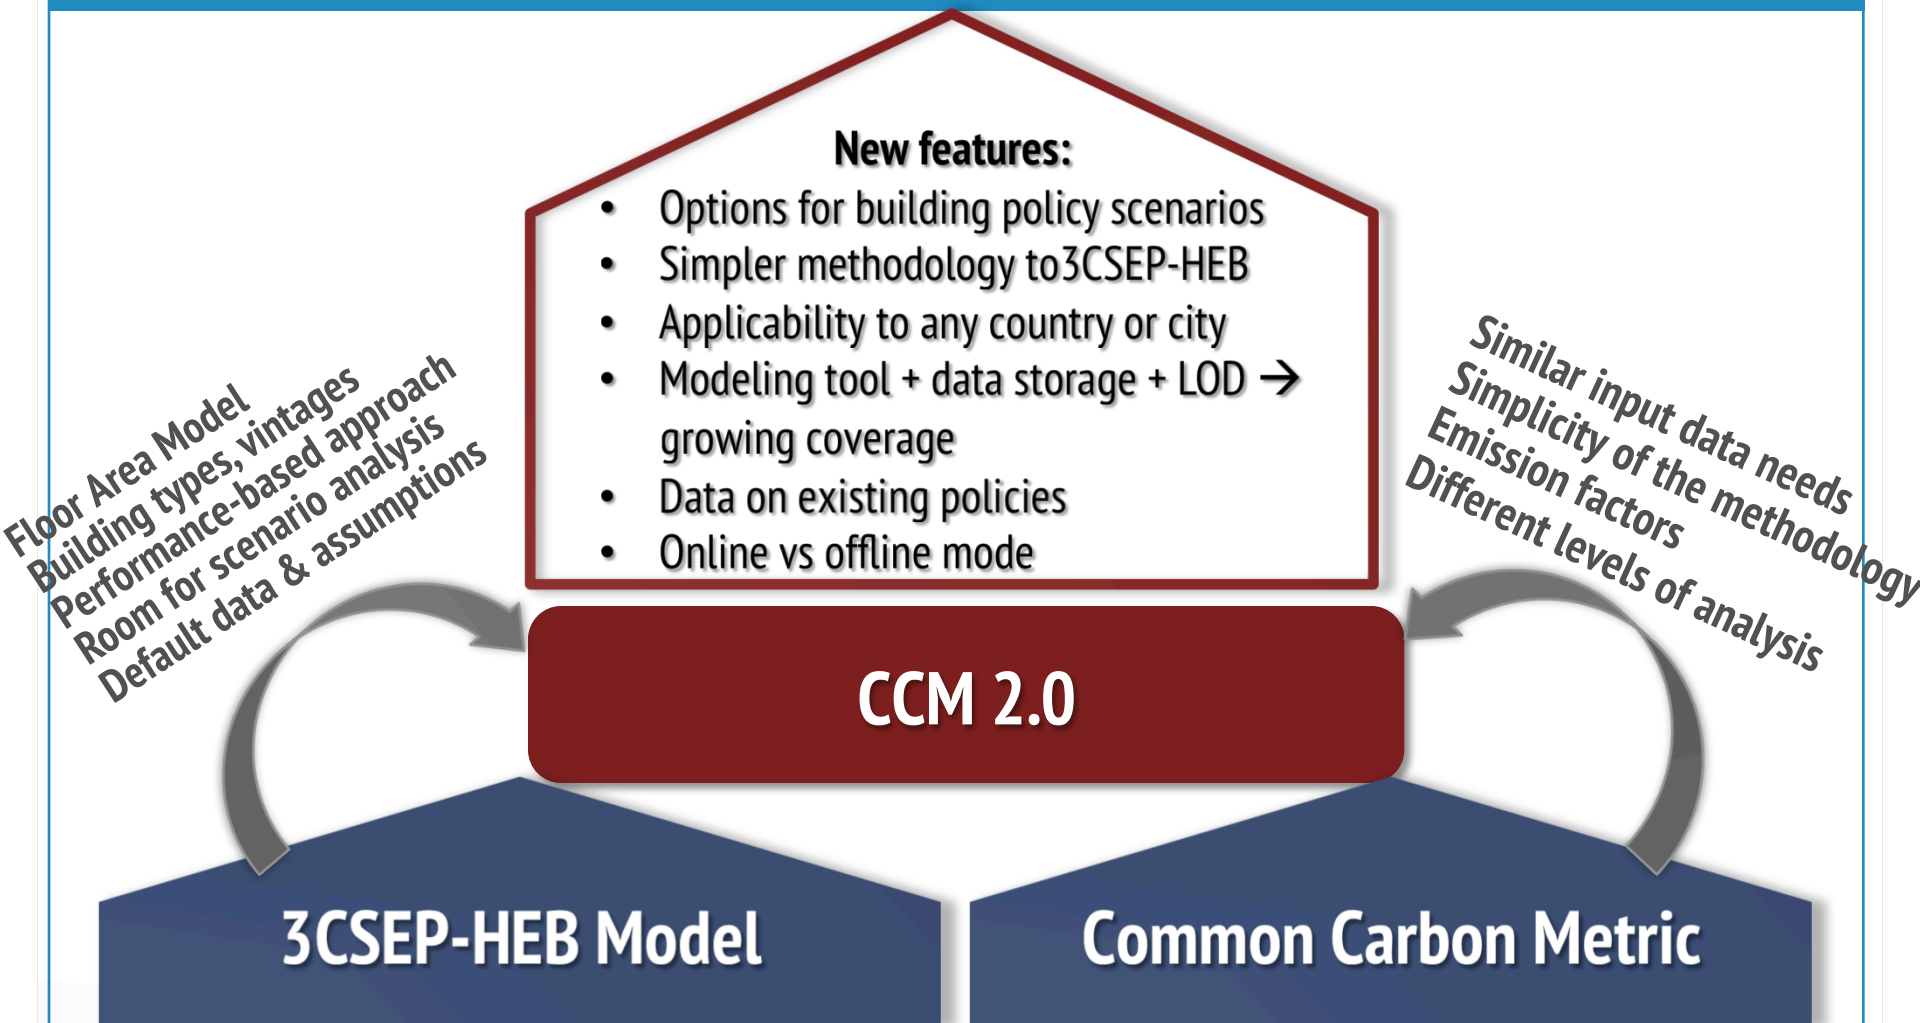 New features:
• Options for building policy scenarios
• Simpler methodology to3CSEP-HEB
• Applicability to any country or city
• Modeling tool + data storage + LOD →
growing coverage
• Data on existing policies
• Online vs offline mode
Floor Area Model
Building types, vintages
Performance-based approach
Room for scenario analysis
Default data & assumptions
Similar input data needs
Simplicity of the methodology
Emission factors
Different levels of analysis
CCM 2.0
3CSEP-HEB Model
Common Carbon Metric